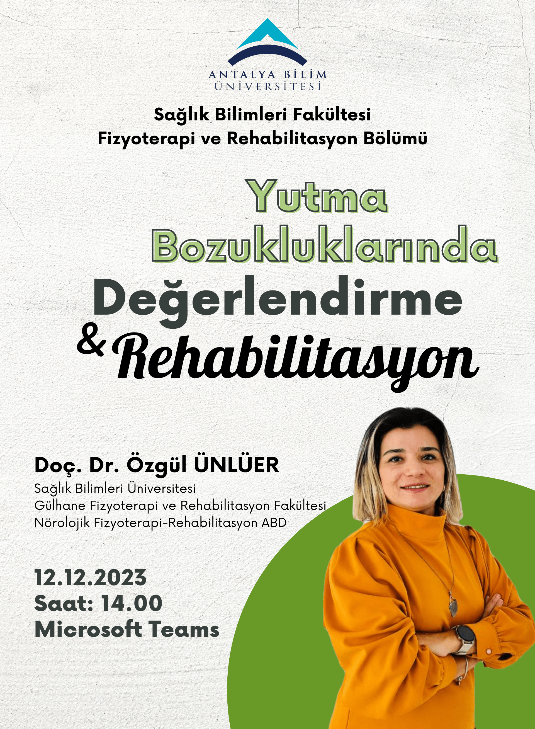 ANTALYA BİLİM
ÜNİVERSİTESİ
Sağlık Bilimleri Fakültesi
Fizyoterapi ve Rehabilitasyon Bölümü
Yutma
Bozukluklarında
Değerlendirme
& Rehabilitasyon
Doç. Dr. Özgül ÜNLÜER
Sağlık Bilimleri Üniversitesi
Gülhane Fizyoterapi ve Rehabilitasyon Fakültesi
Nörolojik Fizyoterapi-Rehabilitasyon ABD
12.12.2023
Saat: 14.00
Microsoft Teams